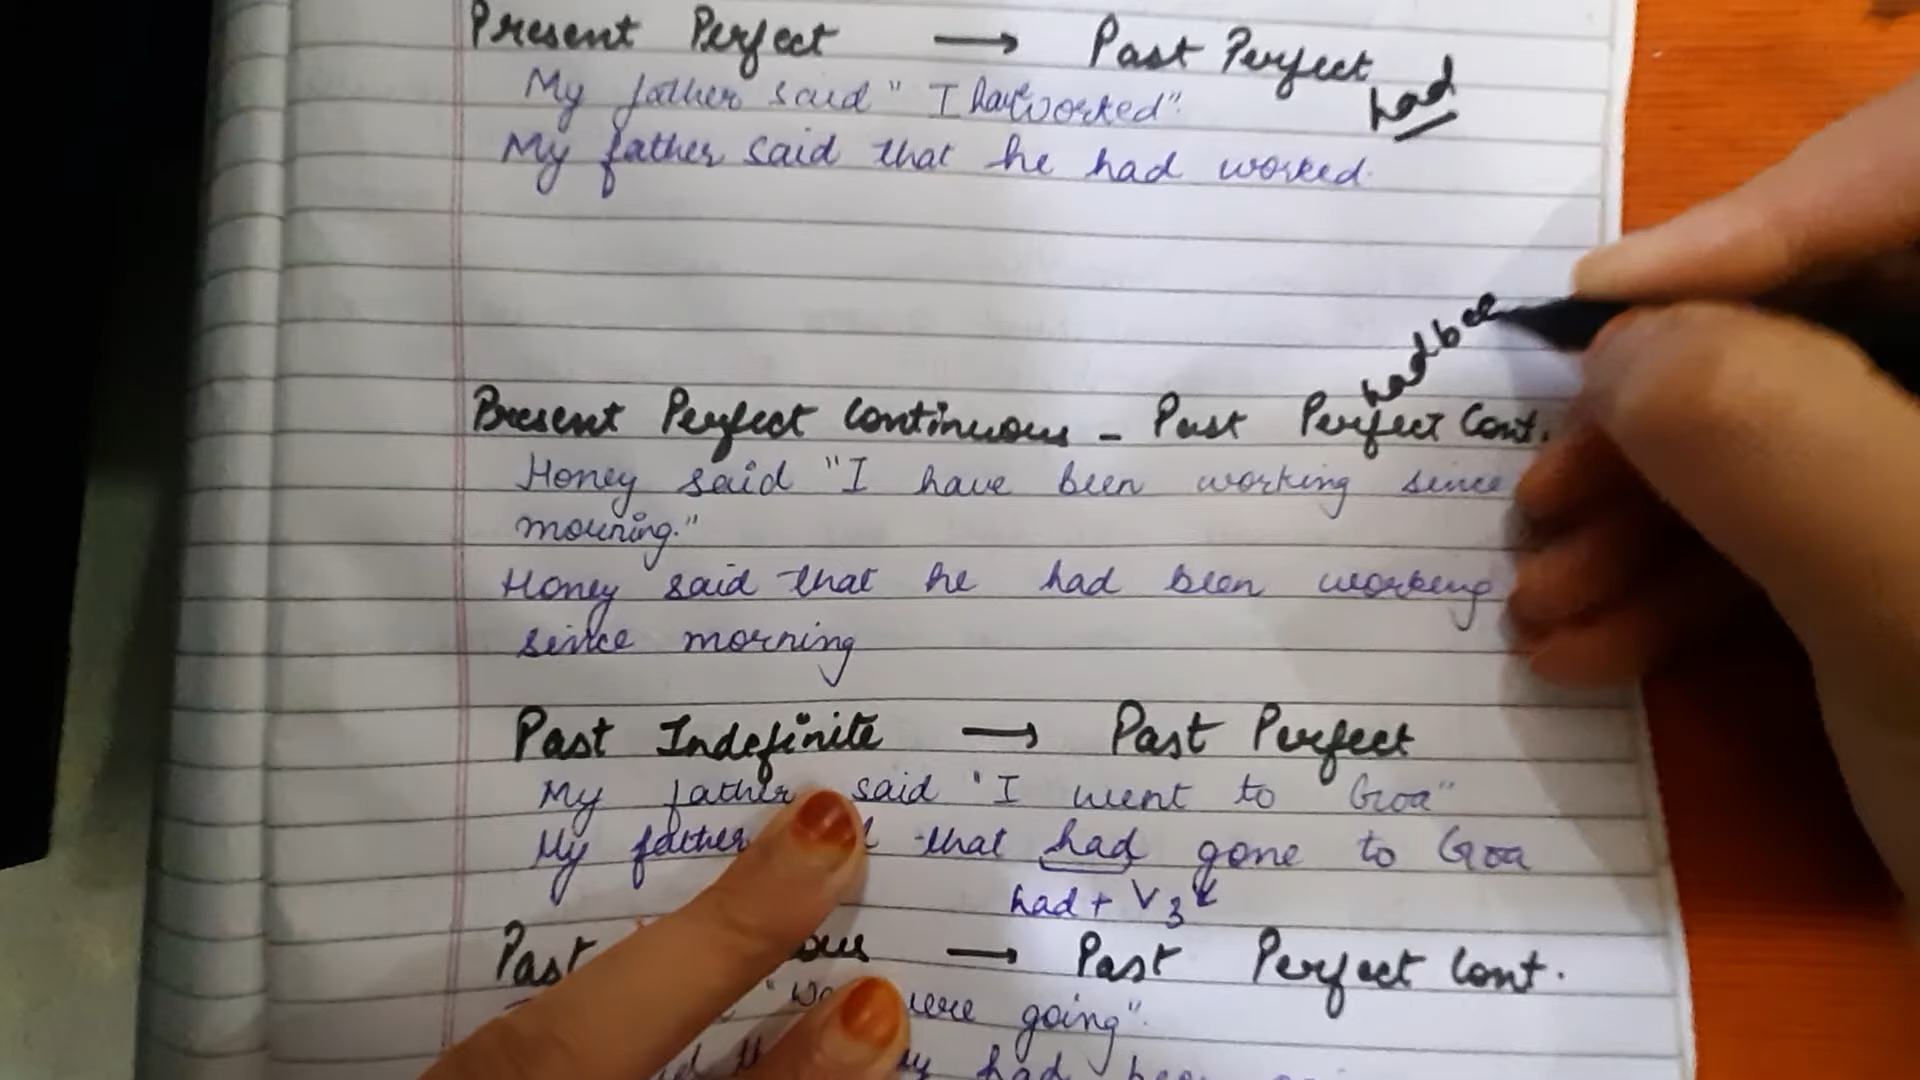 Present Perfect → Past Perfect
had
My father said " I have worked".
My father said that he had worked.
had bee
Present Perfect Continuous - Past Perfect Cont.
Honey said "I have been working since
morning."
Honey said that he had been working
since morning
Past Indefinite → Past Perfect
My father said 'I went to Goa"
My father that had gone to Goa
had + V3
Past → Past Perfect Cont.
going".
had